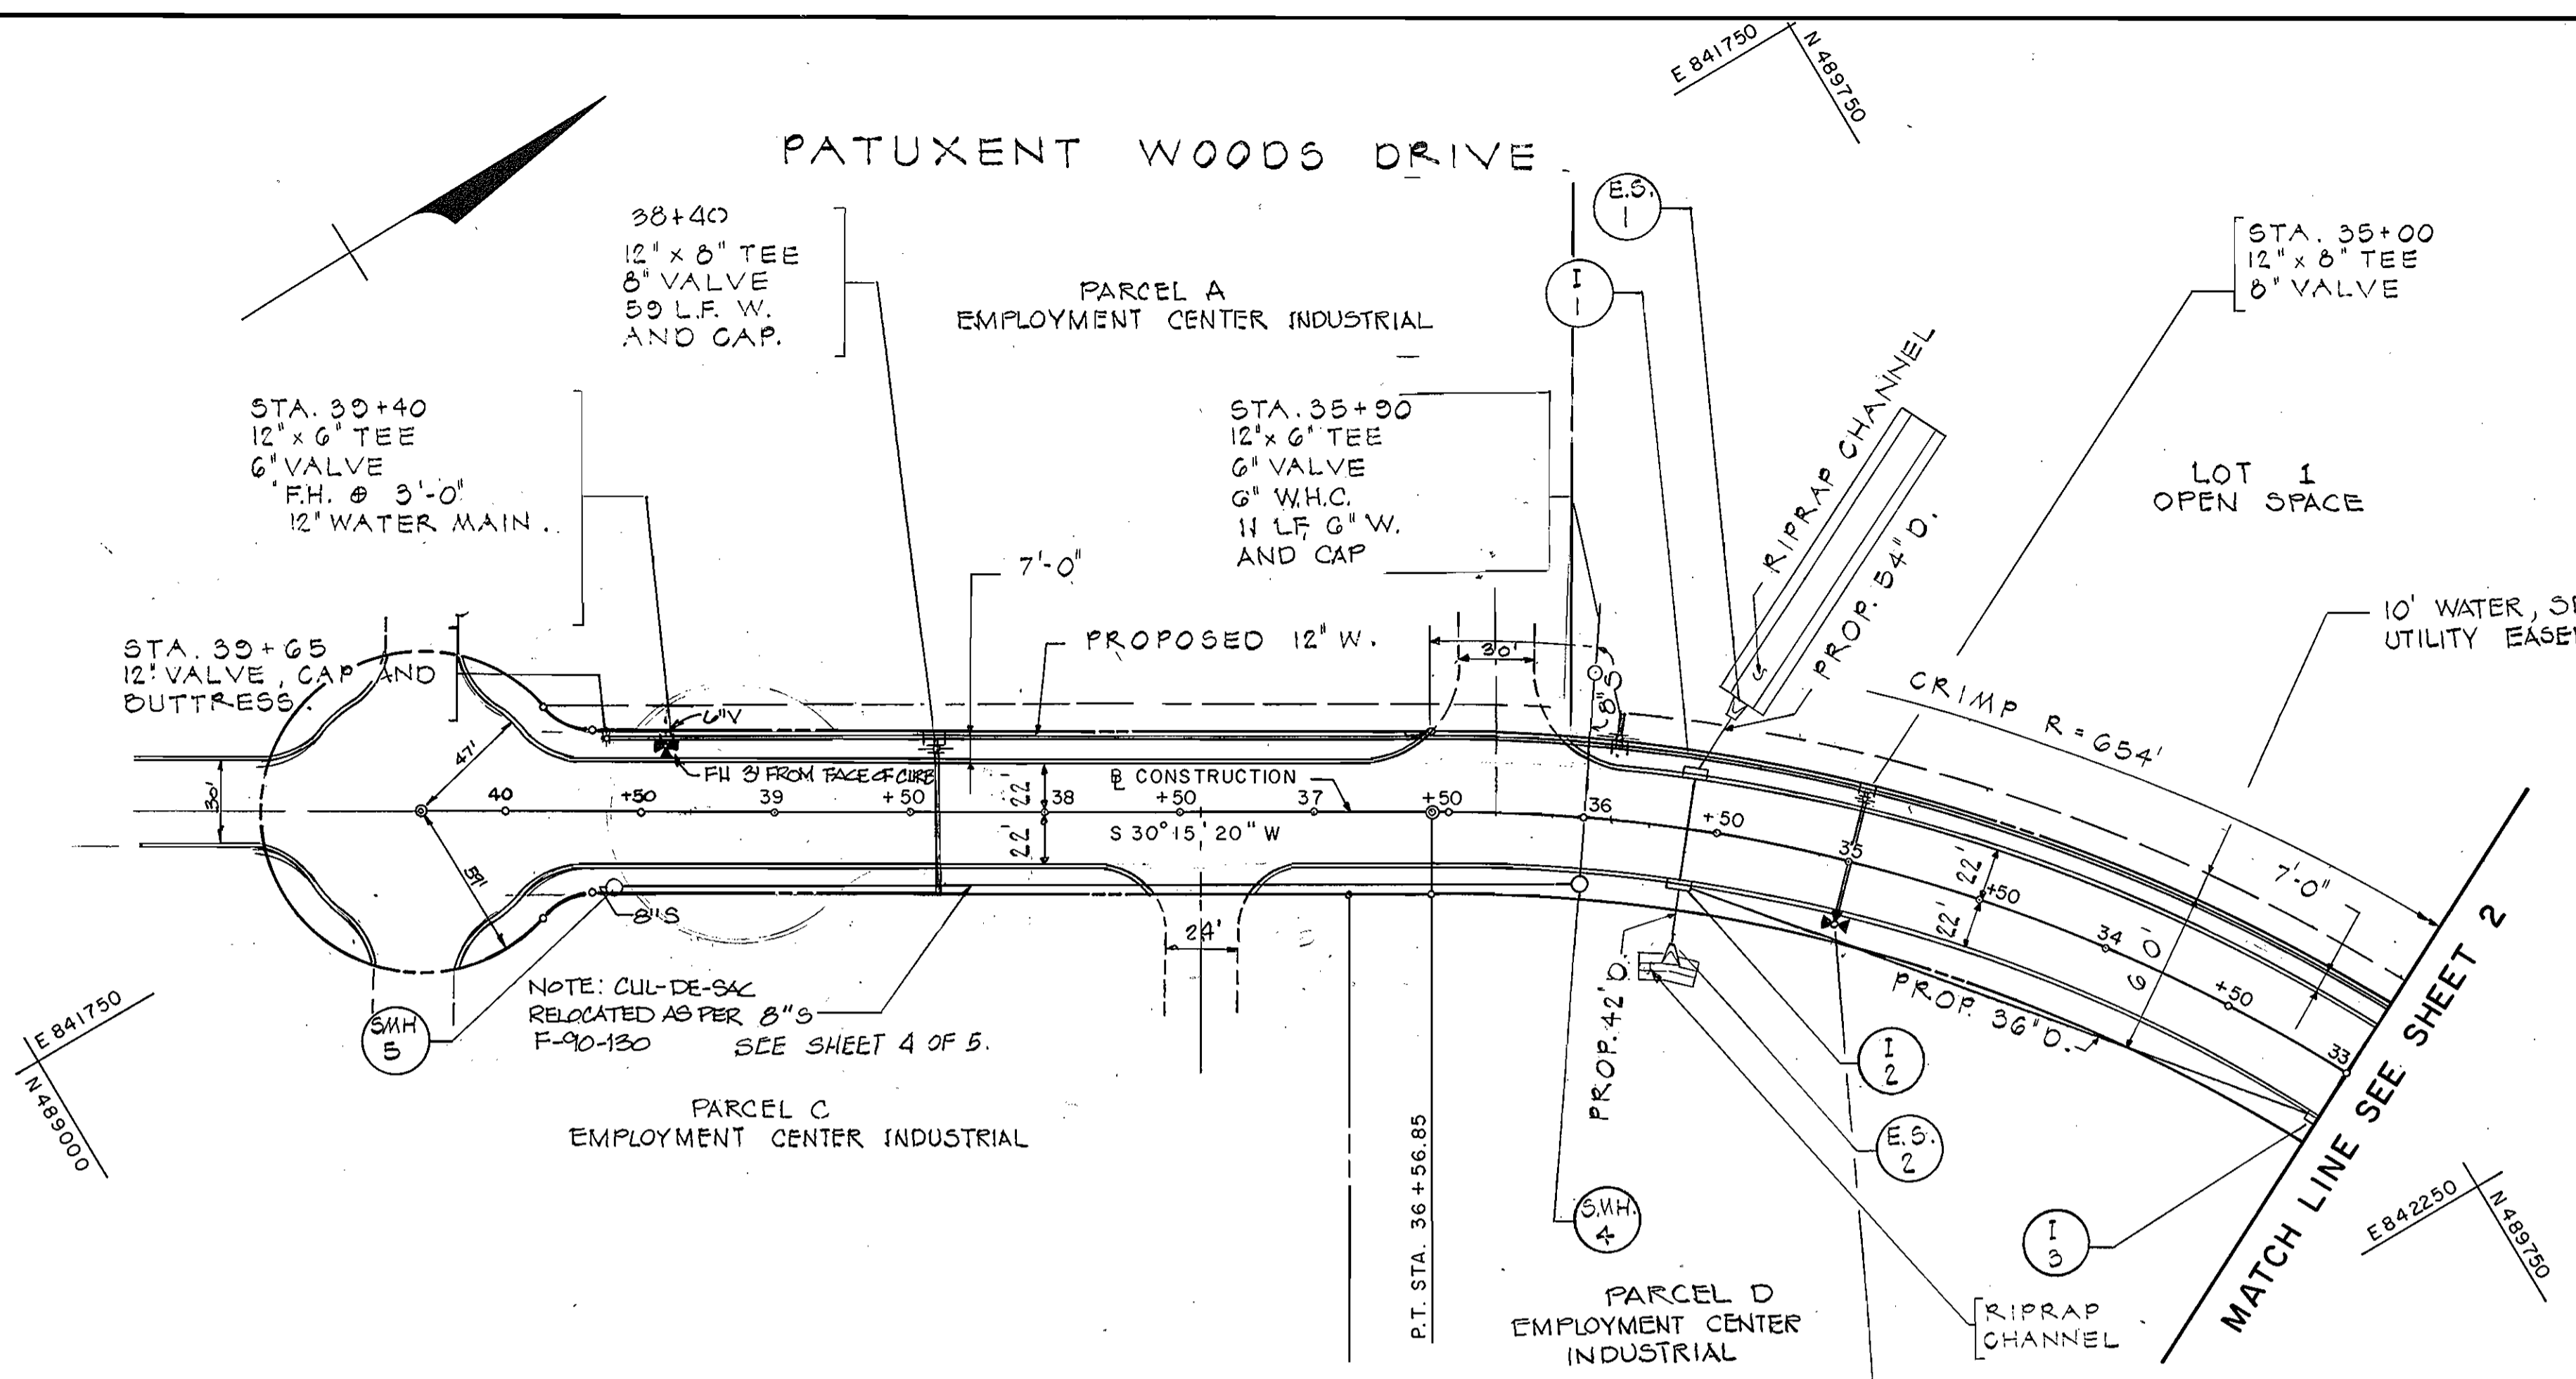 E 841750
N 489750
PATUXENT WOODS DRIVE
38+40
12" x 8" TEE
8" VALVE
59 L.F. W.
AND CAP.
PARCEL A
EMPLOYMENT CENTER INDUSTRIAL
E.S.
1
I
1
STA. 35+00
12" x 8" TEE
8" VALVE
STA. 39+40
12" x 6" TEE
6" VALVE
F.H. @ 3'-0"
12" WATER MAIN.
STA. 35+90
12" x 6" TEE
6" VALVE
6" W.H.C.
11 LF, 6" W.
AND CAP
RIPRAP CHANNEL
PROP. 54" D.
LOT 1
OPEN SPACE
7'-0"
PROPOSED 12" W.
30'
8" S
10' WATER,
UTILITY
CRIMP R = 654'
STA. 39+65
12" VALVE, CAP AND
BUTTRESS.
6" V
47'
FH 3' FROM FACE OF CURB
CONSTRUCTION
30'
40
+50
39
+50
38
+50
37
+50
36
+50
35
+50
34
+50
33
22'
22'
S 30° 15' 20" W
22'
22'
7'-0"
59'
8" S
24'
PROP. 36" D.
PROP. 42" D.
NOTE: CUL-DE-SAC
RELOCATED AS PER
F-90-130
8" S
SEE SHEET 4 OF 5.
SMH
5
E 841750
N 489000
PARCEL C
EMPLOYMENT CENTER INDUSTRIAL
P.T. STA. 36 + 56.85
I
2
E.S.
2
S.M.H.
4
I
3
PARCEL D
EMPLOYMENT CENTER
INDUSTRIAL
RIPRAP
CHANNEL
MATCH LINE SEE SHEET 2
E 842250
N 489750